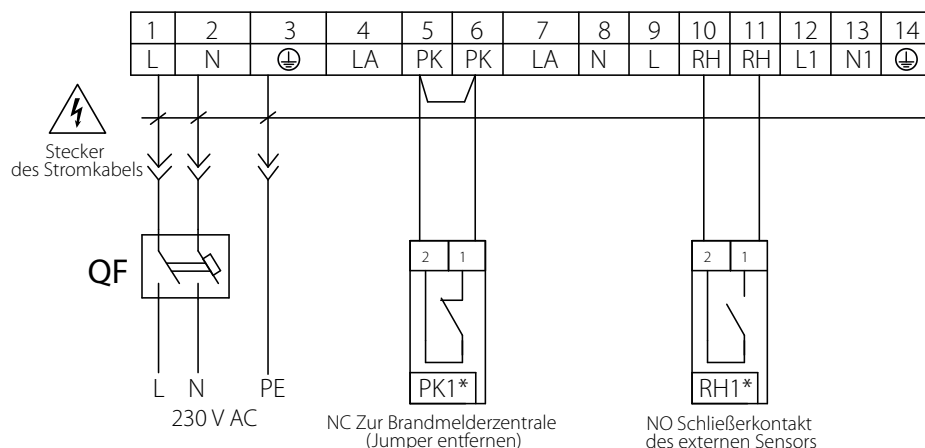 1 2 3 4 5 6 7 8 9 10 11 12 13 14
L N LA PK PK LA N L RH RH L1 N1
Stecker
des Stromkabels
QF
2 1
2 1
PK1*
RH1*
L N PE
230 V AC
NC Zur Brandmelderzentrale
(Jumper entfernen)
NO Schließerkontakt
des externen Sensors